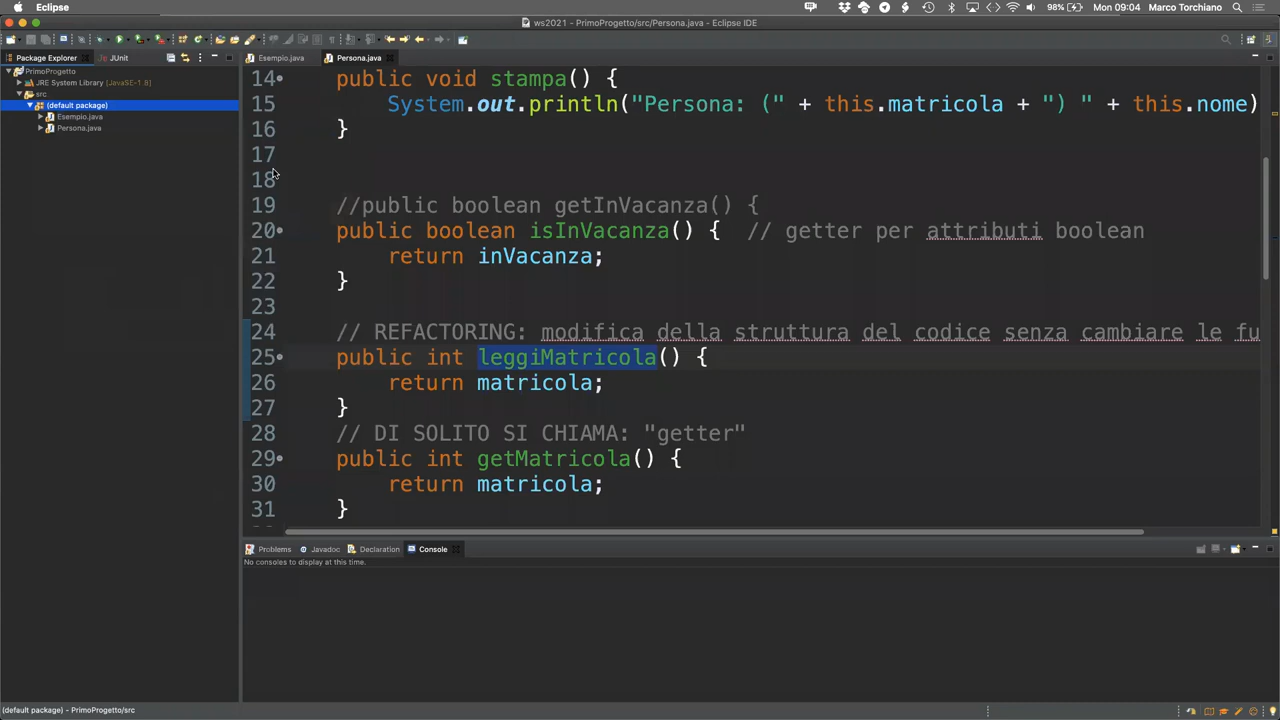 Eclipse
98% Mon 09:04 Marco Torchiano
ws2021 - PrimoProgetto/src/Persona.java - Eclipse IDE
Package Explorer JUnit
Esempio.java Persona.java
PrimoProgetto
JRE System Library [JavaSE-1.8]
src
(default package)
Esempio.java
Persona.java
14 public void stampa() {
15 System.out.println("Persona: (" + this.matricola + ") " + this.nome)
16 }
17
18
19 //public boolean getInVacanza() {
20 public boolean isInVacanza() { // getter per attributi boolean
21 return inVacanza;
22 }
23
24 // REFACTORING: modifica della struttura del codice senza cambiare le fu
25 public int leggiMatricola() {
26 return matricola;
27 }
28 // DI SOLITO SI CHIAMA: "getter"
29 public int getMatricola() {
30 return matricola;
31 }
Problems Javadoc Declaration Console
No consoles to display at this time.
(default package) - PrimoProgetto/src